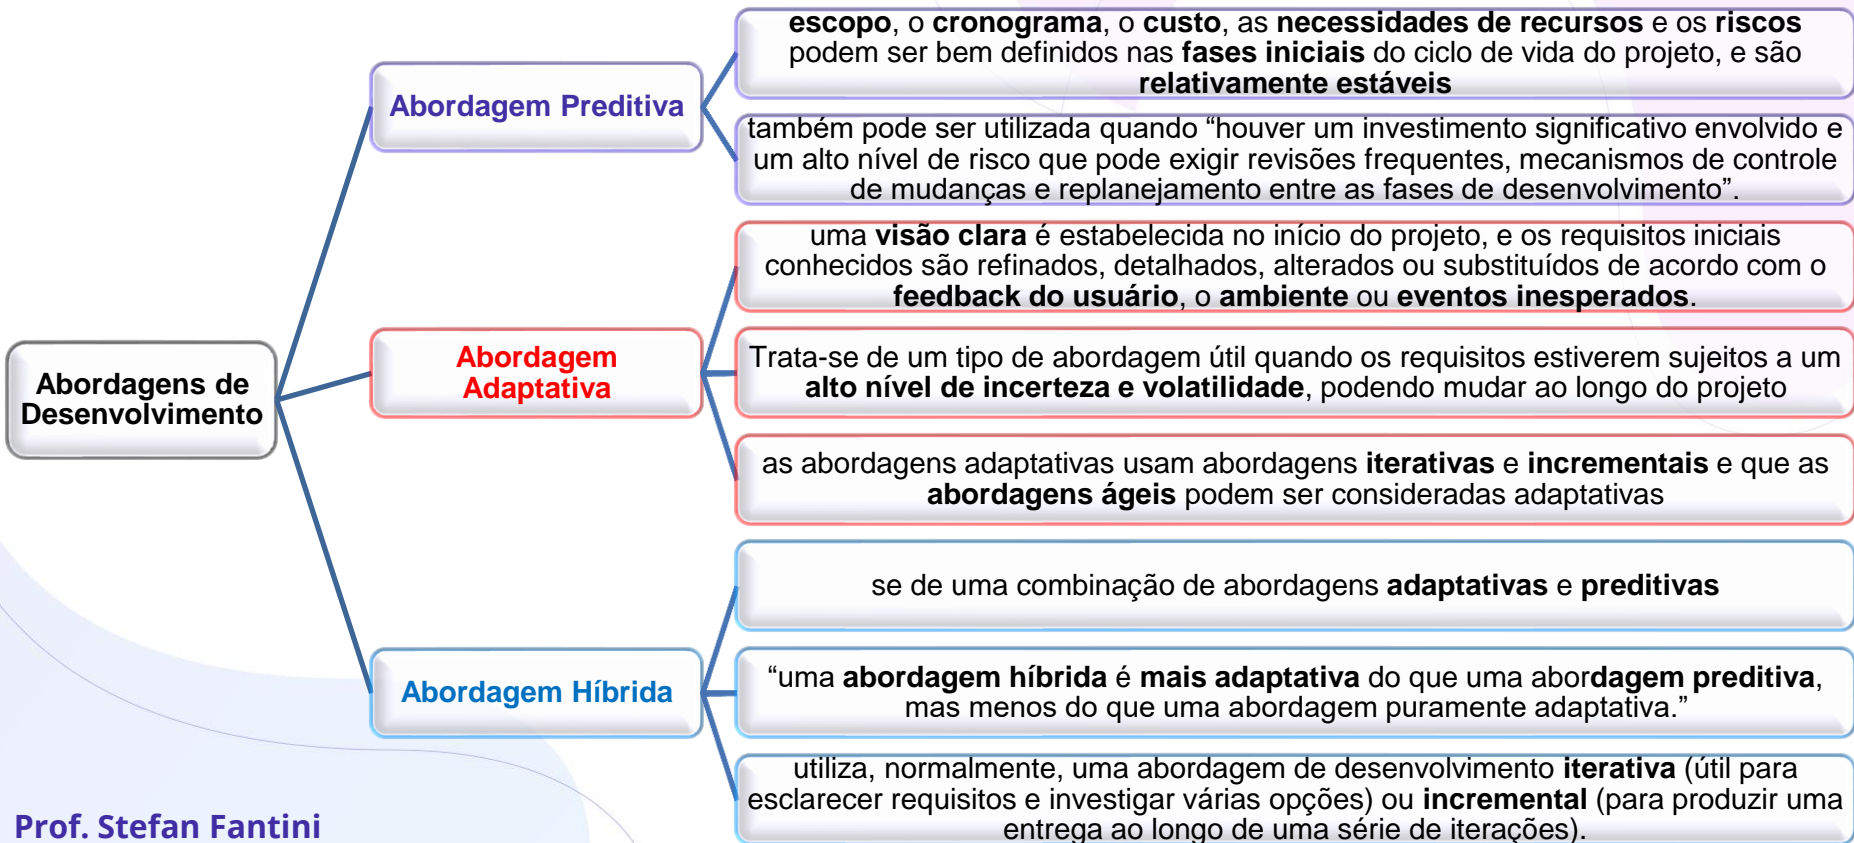 Abordagens de
Desenvolvimento
Abordagem Preditiva
escopo, o cronograma, o custo, as necessidades de recursos e os riscos
podem ser bem definidos nas fases iniciais do ciclo de vida do projeto, e são
relativamente estáveis
também pode ser utilizada quando “houver um investimento significativo envolvido e
um alto nível de risco que pode exigir revisões frequentes, mecanismos de controle
de mudanças e replanejamento entre as fases de desenvolvimento”.
Abordagem
Adaptativa
uma visão clara é estabelecida no início do projeto, e os requisitos iniciais
conhecidos são refinados, detalhados, alterados ou substituídos de acordo com o
feedback do usuário, o ambiente ou eventos inesperados.
Trata-se de um tipo de abordagem útil quando os requisitos estiverem sujeitos a um
alto nível de incerteza e volatilidade, podendo mudar ao longo do projeto
as abordagens adaptativas usam abordagens iterativas e incrementais e que as
abordagens ágeis podem ser consideradas adaptativas
Abordagem Híbrida
se de uma combinação de abordagens adaptativas e preditivas
“uma abordagem híbrida é mais adaptativa do que uma abordagem preditiva,
mas menos do que uma abordagem puramente adaptativa.”
utiliza, normalmente, uma abordagem de desenvolvimento iterativa (útil para
esclarecer requisitos e investigar várias opções) ou incremental (para produzir uma
entrega ao longo de uma série de iterações).
Prof. Stefan Fantini